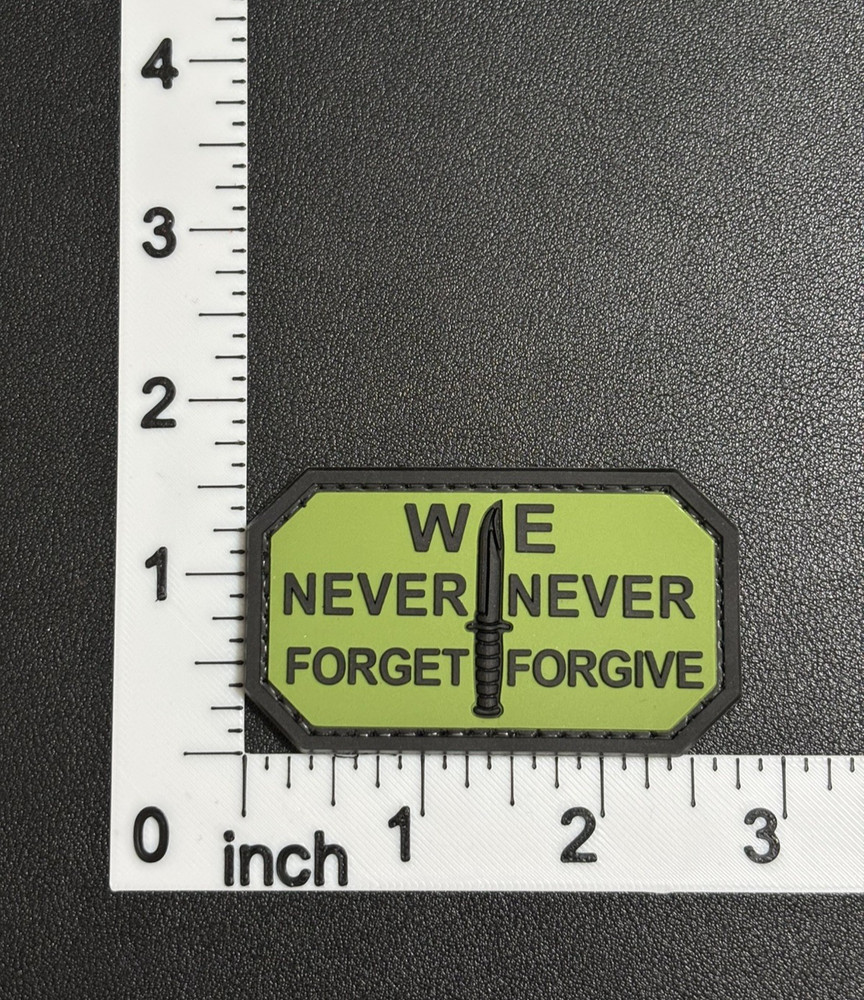 4
3
2
1
WE
NEVER NEVER
FORGET FORGIVE
0 1 2 3
inch